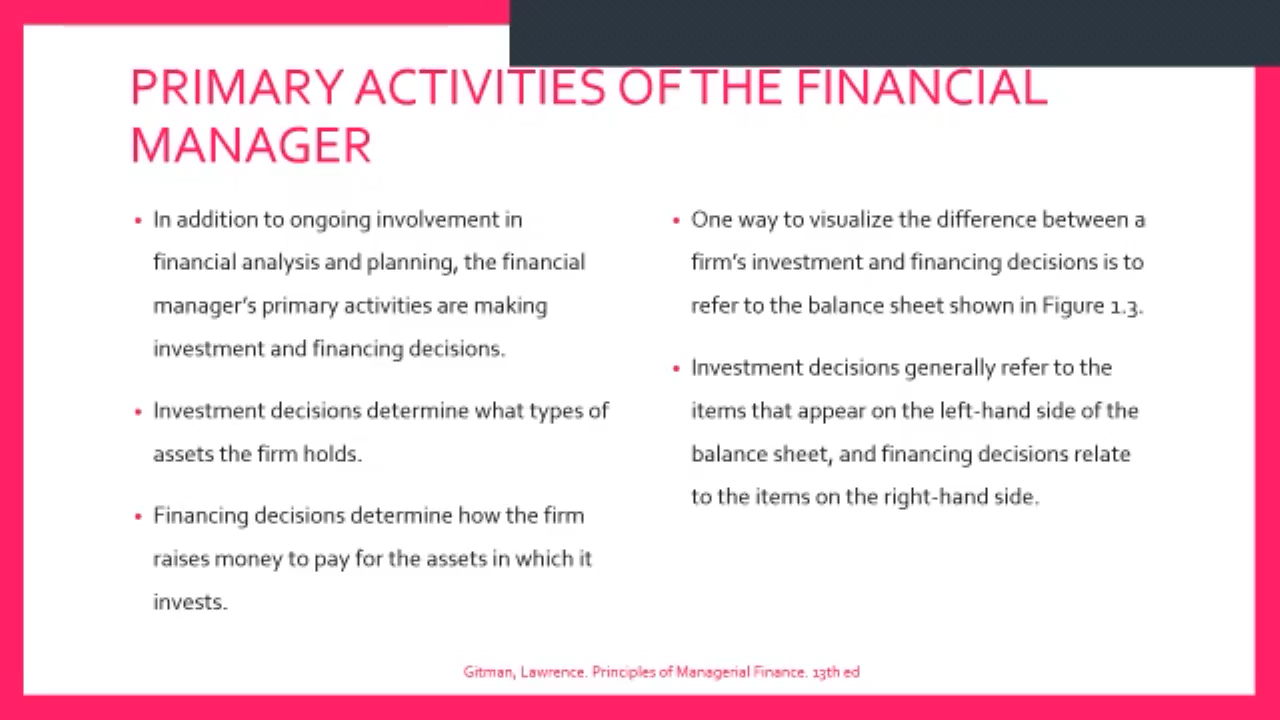 PRIMARY ACTIVITIES OF THE FINANCIAL
MANAGER
• In addition to ongoing involvement in
financial analysis and planning, the financial
manager's primary activities are making
investment and financing decisions.
• Investment decisions determine what types of
assets the firm holds.
• Financing decisions determine how the firm
raises money to pay for the assets in which it
invests.
• One way to visualize the difference between a
firm's investment and financing decisions is to
refer to the balance sheet shown in Figure 1.3.
• Investment decisions generally refer to the
items that appear on the left-hand side of the
balance sheet, and financing decisions relate
to the items on the right-hand side.
Gitman, Lawrence. Principles of Managerial Finance. 13th ed